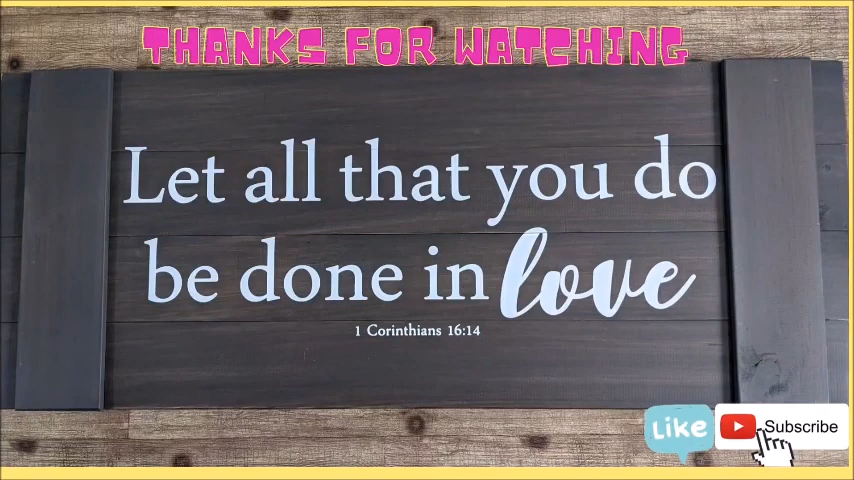 THANKS FOR WATCHING
Let all that you do
be done in love
1 Corinthians 16:14
Like
Subscribe